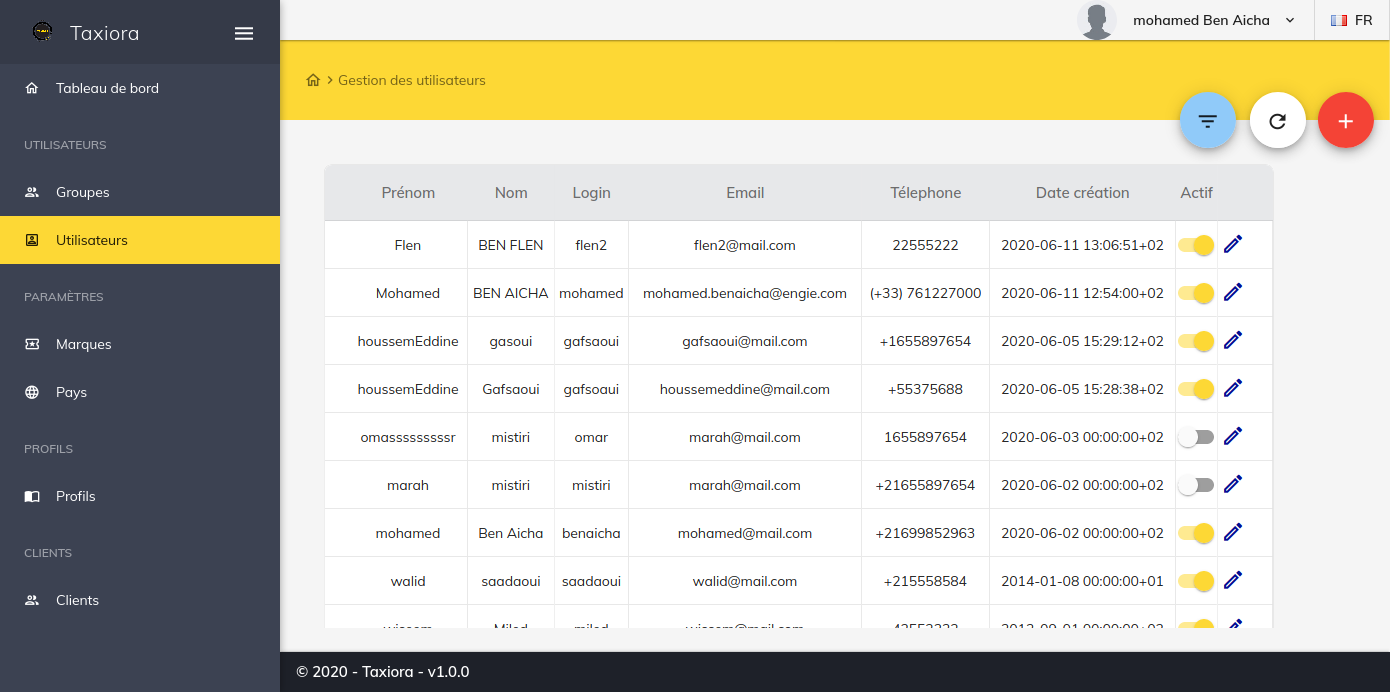 Taxiora
mohamed Ben Aicha
FR
Tableau de bord
UTILISATEURS
Groupes
Utilisateurs
PARAMÈTRES
Marques
Pays
PROFILS
Profils
CLIENTS
Clients
Gestion des utilisateurs
Prénom Nom Login Email Télephone Date création Actif
Flen BEN FLEN flen2 flen2@mail.com 22555222 2020-06-11 13:06:51+02
Mohamed BEN AICHA mohamed mohamed.benaicha@engie.com (+33) 761227000 2020-06-11 12:54:00+02
houssemEddine gasoui gafsaoui gafsaoui@mail.com +1655897654 2020-06-05 15:29:12+02
houssemEddine Gafsaoui gafsoaui houssemeddine@mail.com +55375688 2020-06-05 15:28:38+02
omasssssssssr mistiri omar marah@mail.com 1655897654 2020-06-03 00:00:00+02
marah mistiri mistiri marah@mail.com +21655897654 2020-06-02 00:00:00+02
mohamed Ben Aicha benaicha mohamed@mail.com +21699852963 2020-06-02 00:00:00+02
walid saadaoui saadaoui walid@mail.com +215558584 2014-01-08 00:00:00+01
© 2020 - Taxiora - v1.0.0